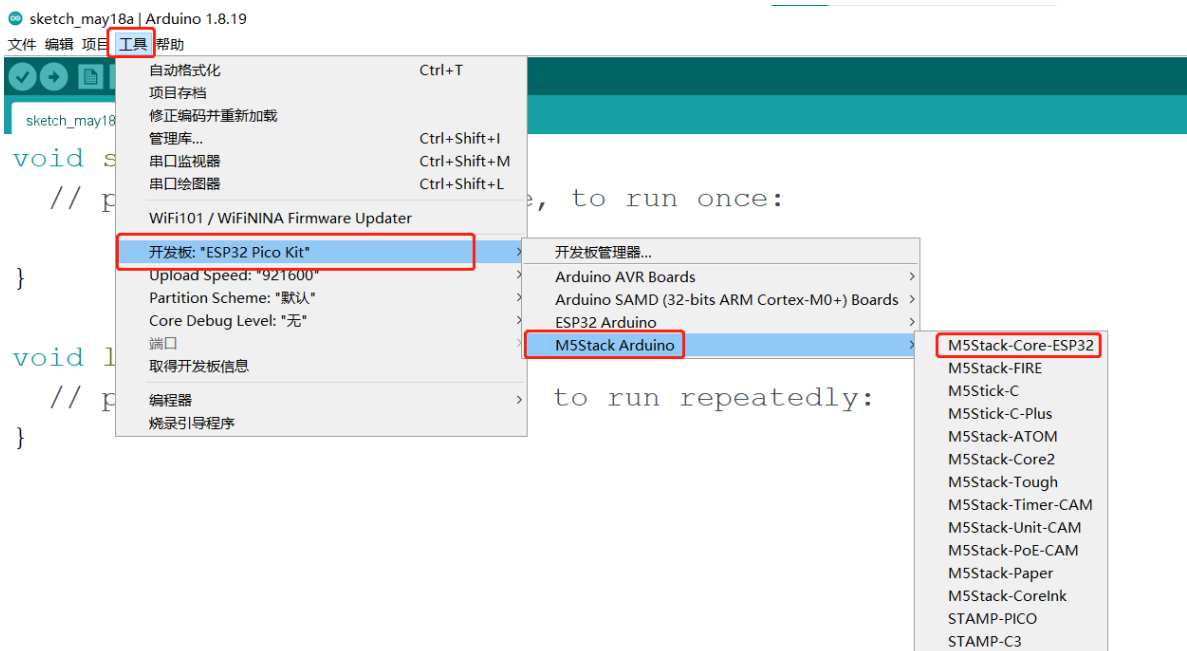 sketch_may18a | Arduino 1.8.19
文件 编辑 项目 工具 帮助
自动格式化 Ctrl+T
项目存档
修正编码并重新加载
管理库... Ctrl+Shift+I
串口监视器 Ctrl+Shift+M
串口绘图器 Ctrl+Shift+L
WiFi101 / WiFiNINA Firmware Updater
开发板: "ESP32 Pico Kit"
Upload Speed: "921600"
Partition Scheme: "默认"
Core Debug Level: "无"
端口
取得开发板信息
编程器
烧录引导程序
开发板管理器...
Arduino AVR Boards
Arduino SAMD (32-bits ARM Cortex-M0+) Boards
ESP32 Arduino
M5Stack Arduino
M5Stack-Core-ESP32
M5Stack-FIRE
M5Stick-C
M5Stick-C-Plus
M5Stack-ATOM
M5Stack-Core2
M5Stack-Tough
M5Stack-Timer-CAM
M5Stack-Unit-CAM
M5Stack-PoE-CAM
M5Stack-Paper
M5Stack-CoreInk
STAMP-PICO
STAMP-C3
sketch_may18
void s
// p , to run once:
}
void l
// p to run repeatedly:
}